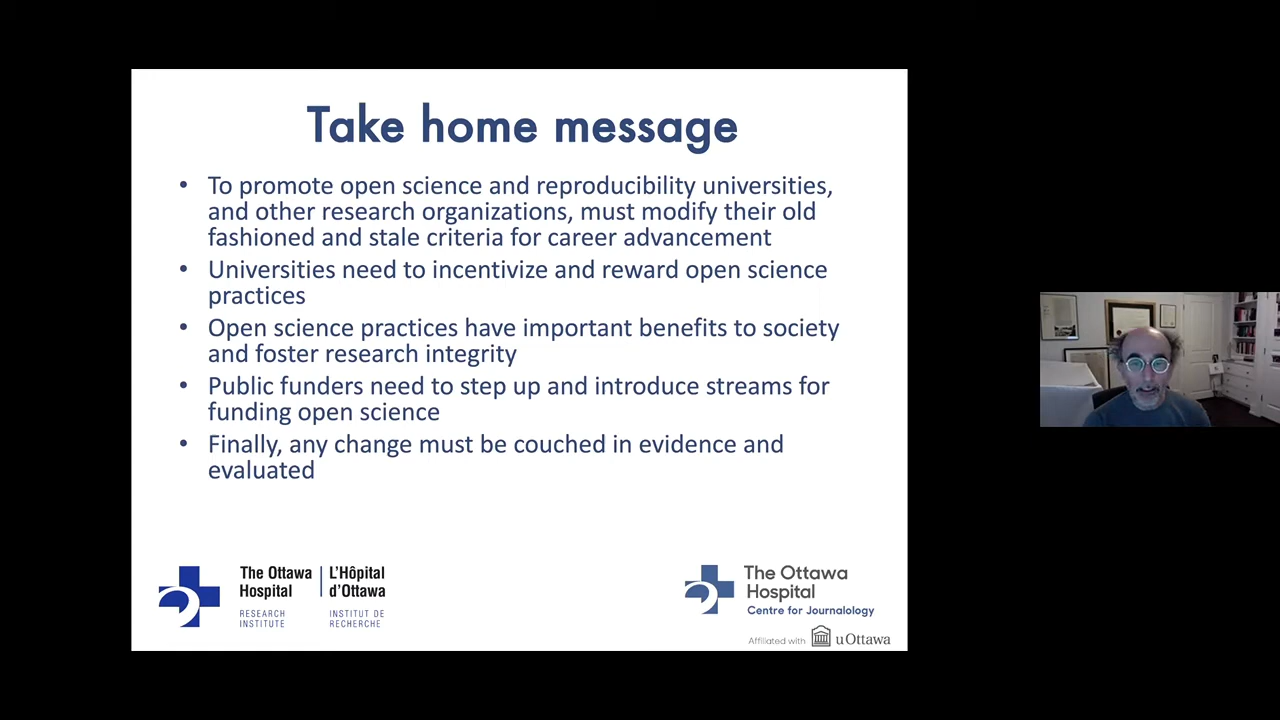 Take home message
• To promote open science and reproducibility universities,
and other research organizations, must modify their old
fashioned and stale criteria for career advancement
• Universities need to incentivize and reward open science
practices
• Open science practices have important benefits to society
and foster research integrity
• Public funders need to step up and introduce streams for
funding open science
• Finally, any change must be couched in evidence and
evaluated
The Ottawa
Hospital
RESEARCH
INSTITUTE
L'Hôpital
d'Ottawa
INSTITUT DE
RECHERCHE
The Ottawa
Hospital
Centre for Journalology
Affiliated with uOttawa